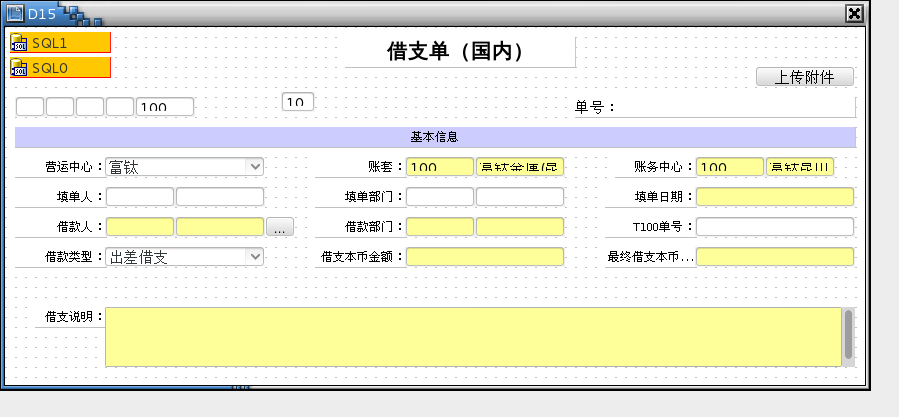 D15
SQL1
SQL0
借支单（国内）
上传附件
100
10
单号：
基本信息
营运中心：富钛
账套：100
账务中心：100
填单人：
填单部门：
填单日期：
借款人：
...
借款部门：
T100单号：
借款类型：出差借支
借支本币金额：
最终借支本币...
借支说明：